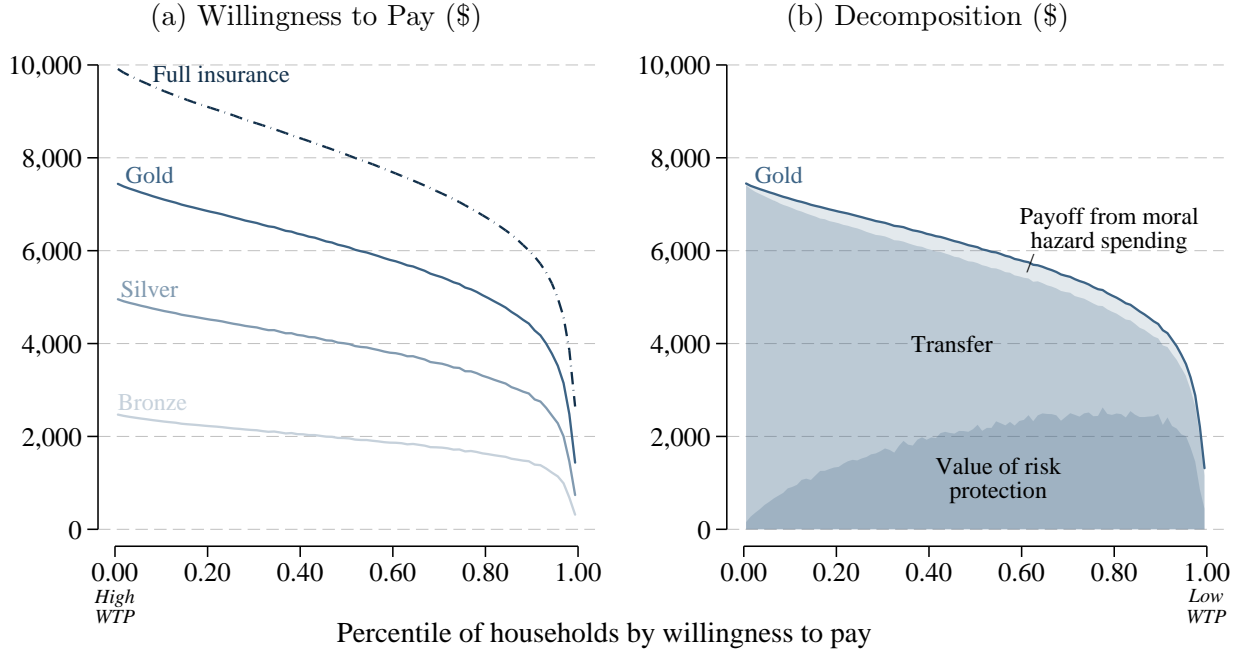 (a) Willingness to Pay ($)
10,000
8,000
6,000
4,000
2,000
0
Full insurance
Gold
Silver
Bronze
0.00 0.20 0.40 0.60 0.80 1.00
High
WTP
(b) Decomposition ($)
10,000
8,000
6,000
4,000
2,000
0
Gold
Payoff from moral
hazard spending
Transfer
Value of risk
protection
0.00 0.20 0.40 0.60 0.80 1.00
Low
WTP
Percentile of households by willingness to pay